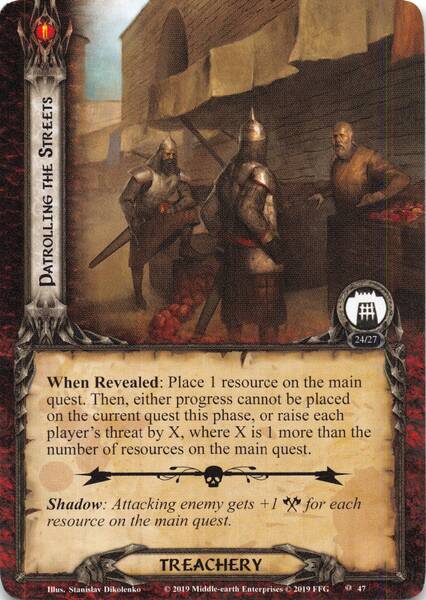 PATROLLING THE STREETS
24/27
When Revealed: Place 1 resource on the main
quest. Then, either progress cannot be placed
on the current quest this phase, or raise each
player's threat by X, where X is 1 more than the
number of resources on the main quest.
Shadow: Attacking enemy gets +1 for each
resource on the main quest.
TREACHERY
Illus. Stanislav Dikolenko © 2019 Middle-earth Enterprises © 2019 FFG 47